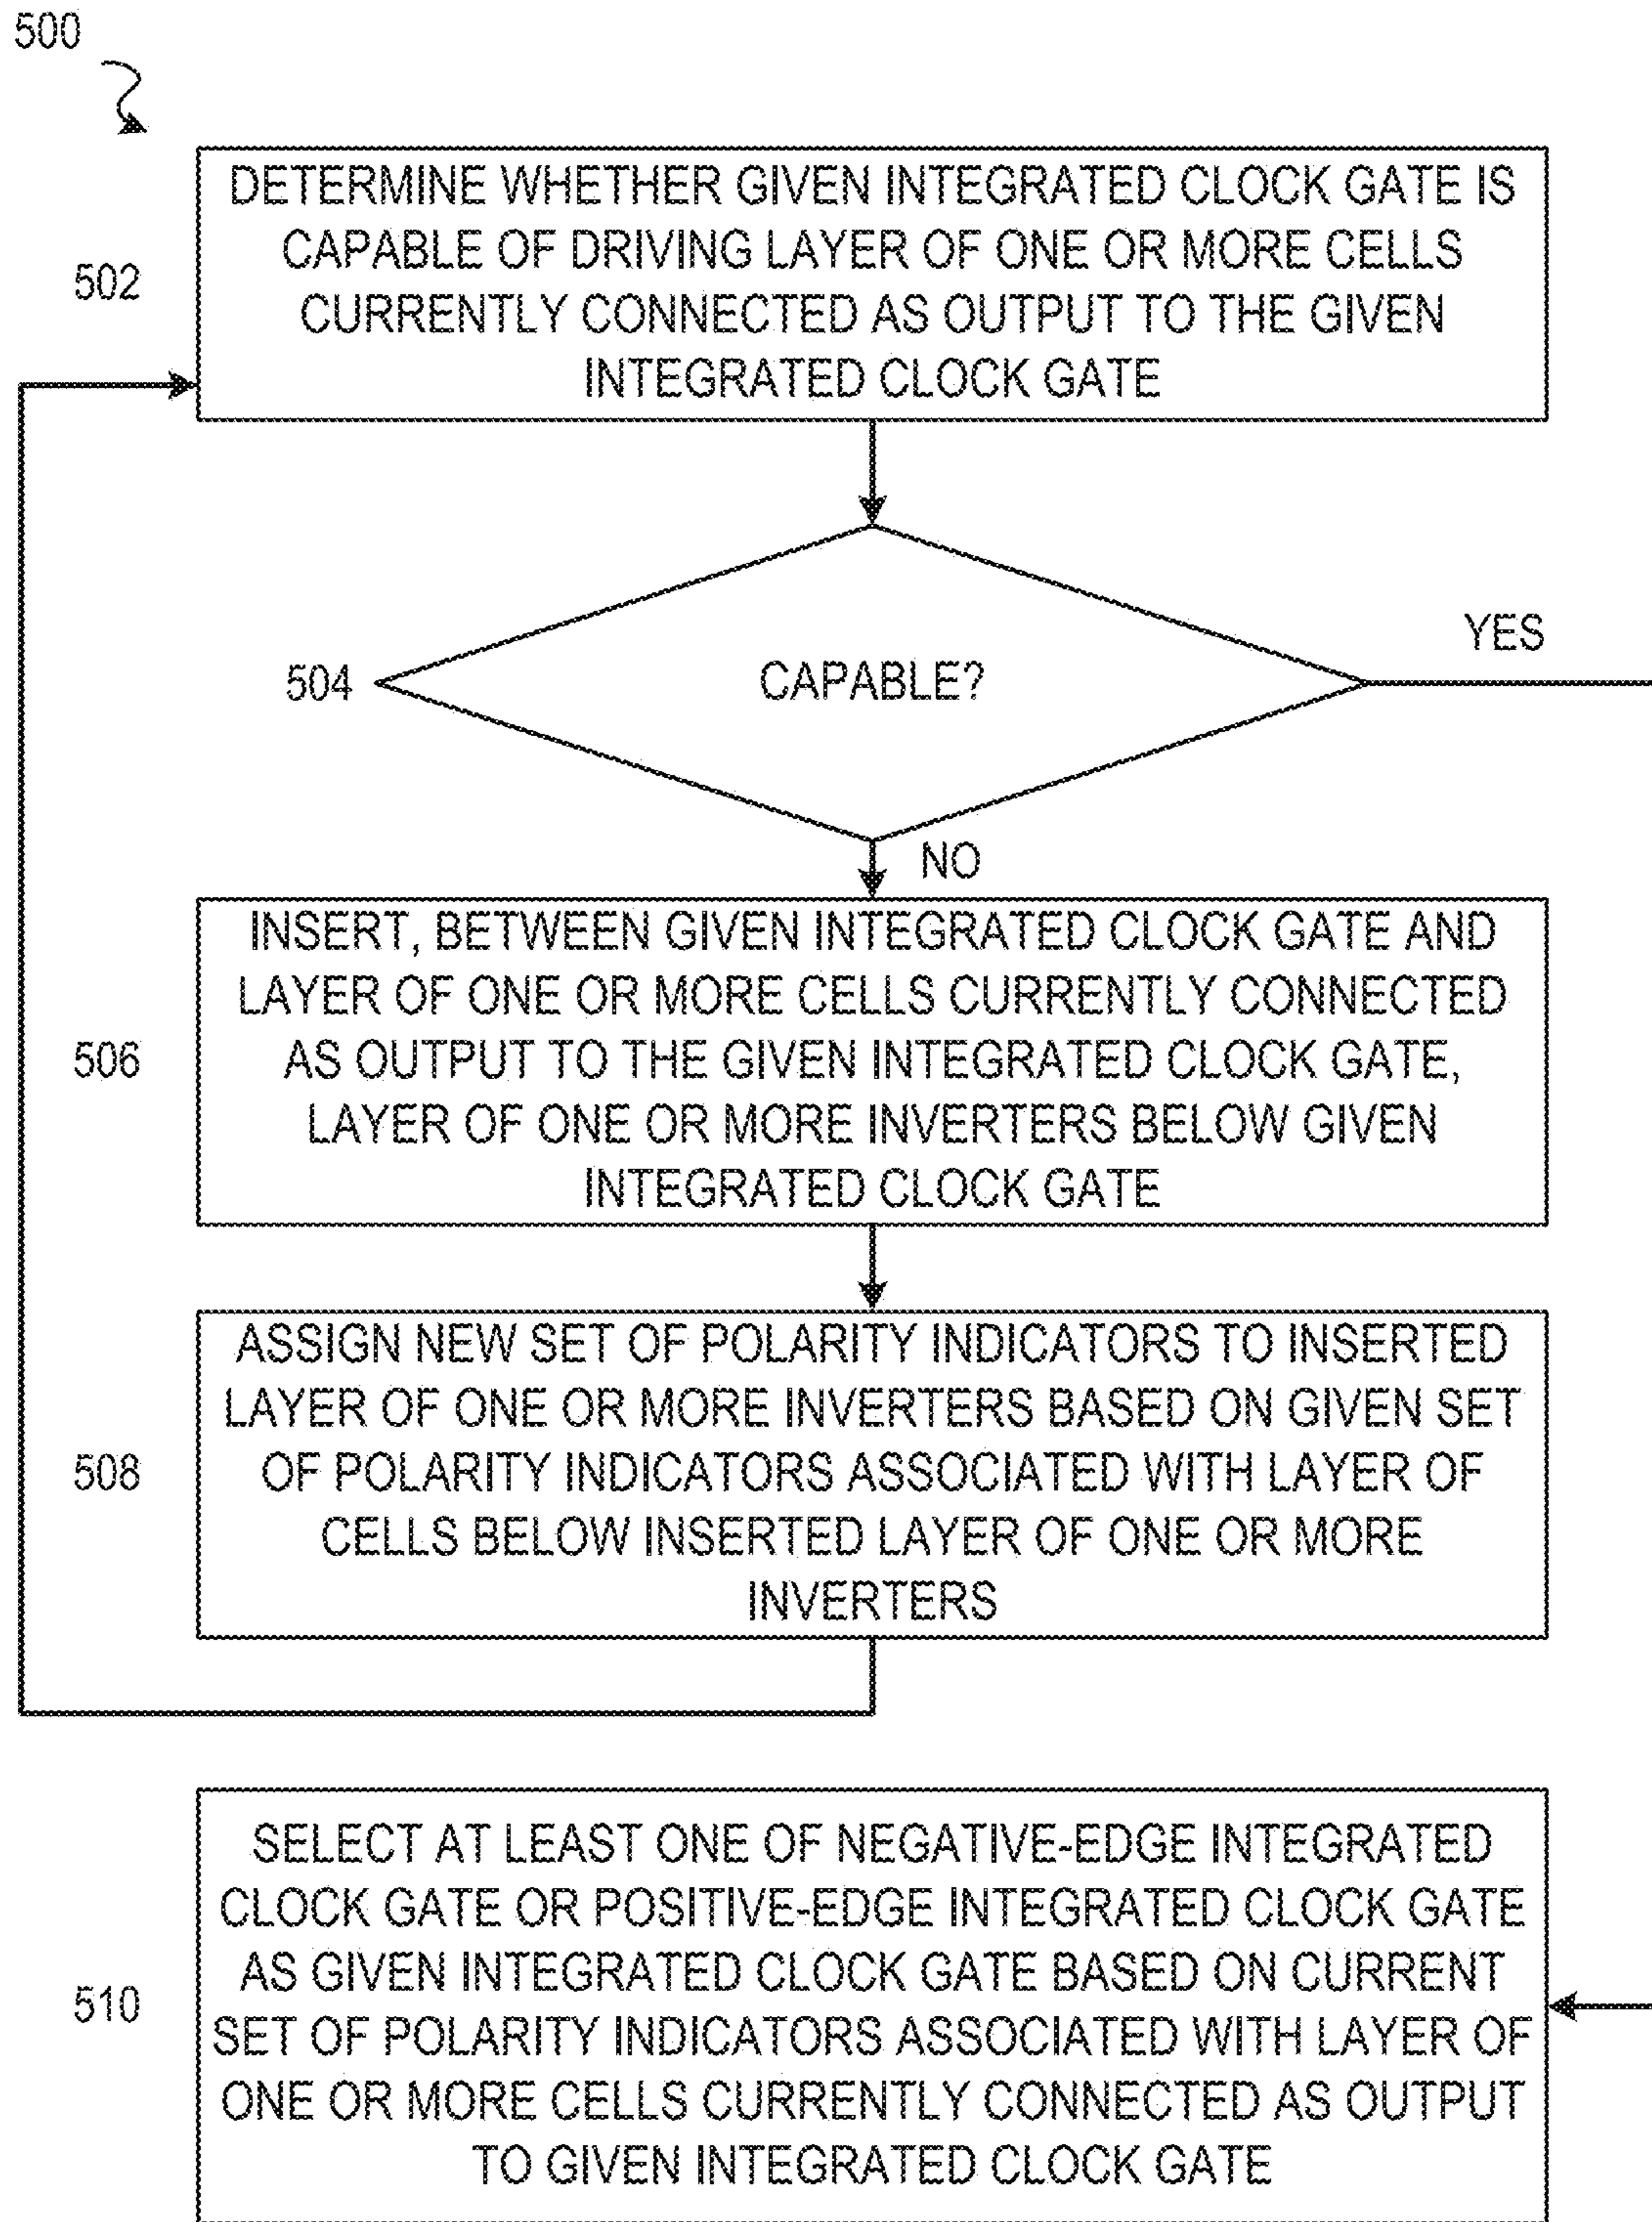 500
DETERMINE WHETHER GIVEN INTEGRATED CLOCK GATE IS
CAPABLE OF DRIVING LAYER OF ONE OR MORE CELLS
CURRENTLY CONNECTED AS OUTPUT TO THE GIVEN
INTEGRATED CLOCK GATE
502
YES
504
CAPABLE?
NO
INSERT, BETWEEN GIVEN INTEGRATED CLOCK GATE AND
LAYER OF ONE OR MORE CELLS CURRENTLY CONNECTED
AS OUTPUT TO THE GIVEN INTEGRATED CLOCK GATE,
LAYER OF ONE OR MORE INVERTERS BELOW GIVEN
INTEGRATED CLOCK GATE
506
ASSIGN NEW SET OF POLARITY INDICATORS TO INSERTED
LAYER OF ONE OR MORE INVERTERS BASED ON GIVEN SET
OF POLARITY INDICATORS ASSOCIATED WITH LAYER OF
CELLS BELOW INSERTED LAYER OF ONE OR MORE
INVERTERS
508
SELECT AT LEAST ONE OF NEGATIVE-EDGE INTEGRATED
CLOCK GATE OR POSITIVE-EDGE INTEGRATED CLOCK GATE
AS GIVEN INTEGRATED CLOCK GATE BASED ON CURRENT
SET OF POLARITY INDICATORS ASSOCIATED WITH LAYER OF
ONE OR MORE CELLS CURRENTLY CONNECTED AS OUTPUT
TO GIVEN INTEGRATED CLOCK GATE
510